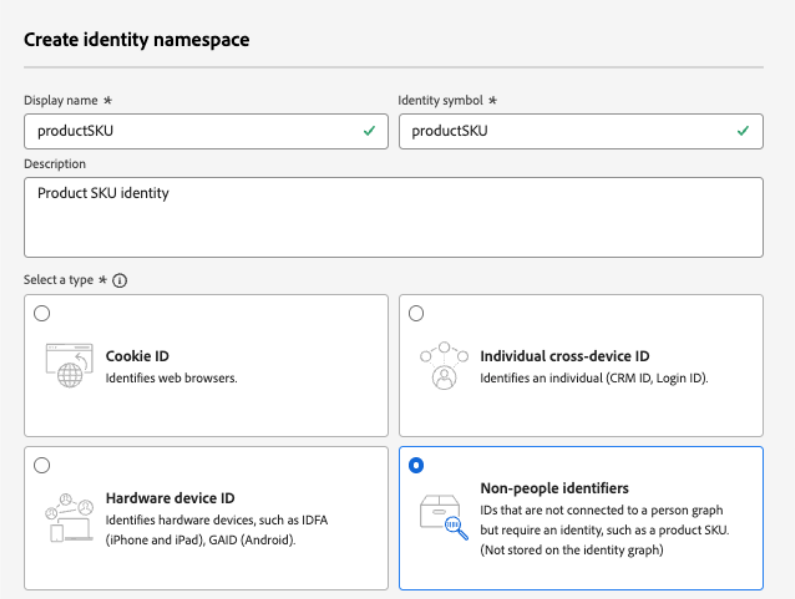 Create identity namespace
Display name *
Identity symbol *
productSKU
productSKU
Description
Product SKU identity
Select a type *
Cookie ID
Identifies web browsers.
Individual cross-device ID
Identifies an individual (CRM ID, Login ID).
Hardware device ID
Identifies hardware devices, such as IDFA
(iPhone and iPad), GAID (Android).
Non-people identifiers
IDs that are not connected to a person graph
but require an identity, such as a product SKU.
(Not stored on the identity graph)